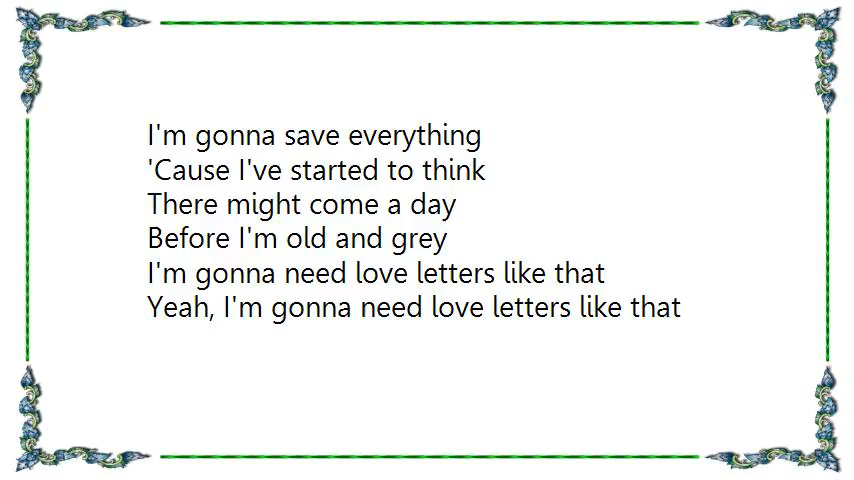 I'm gonna save everything
'Cause I've started to think
There might come a day
Before I'm old and grey
I'm gonna need love letters like that
Yeah, I'm gonna need love letters like that